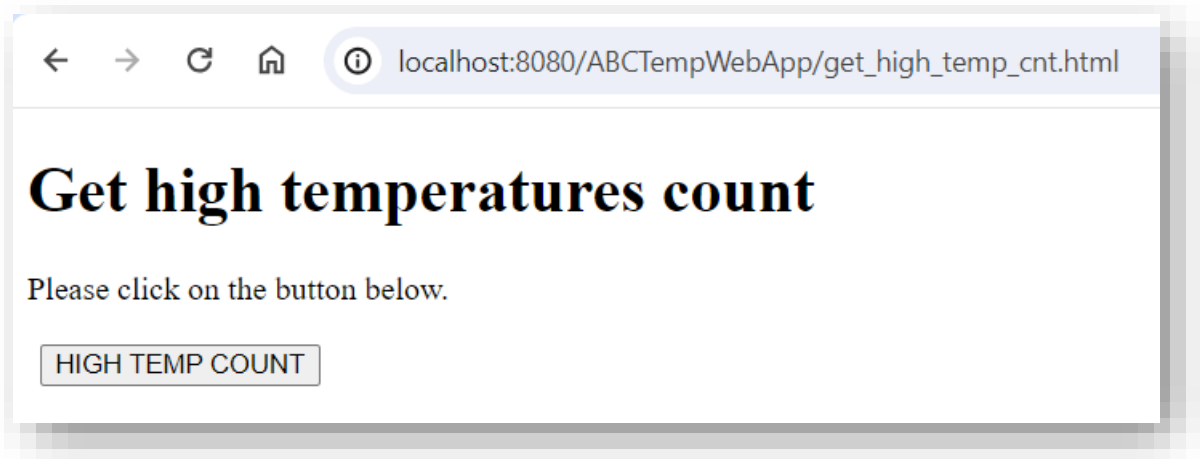 localhost:8080/ABCTempWebApp/get_high_temp_cnt.html
Get high temperatures count
Please click on the button below.
HIGH TEMP COUNT